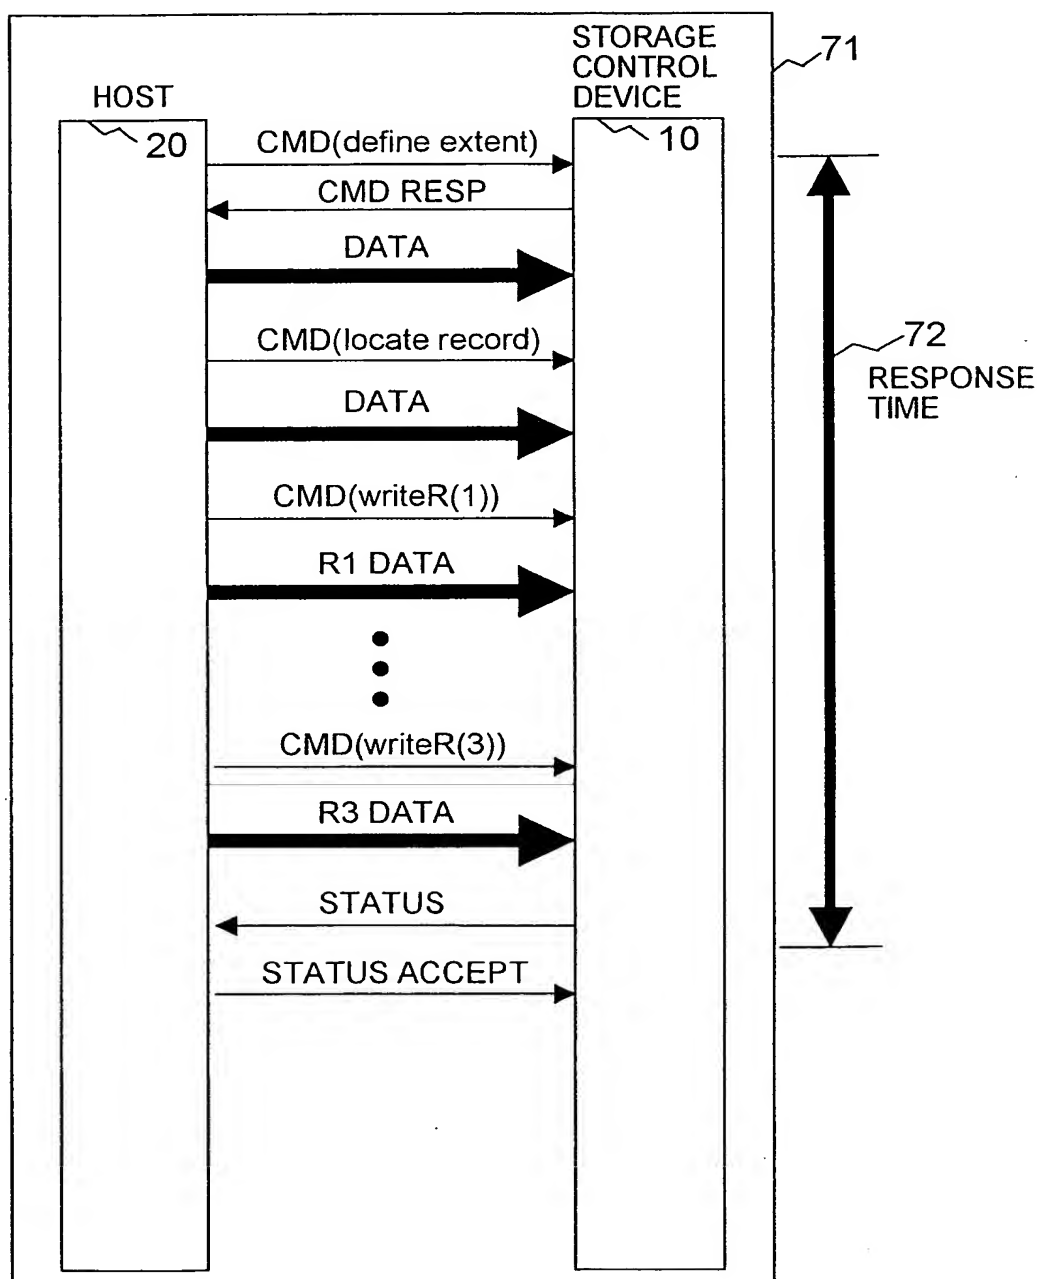 STORAGE
CONTROL
DEVICE
71
HOST
20
10
CMD(define extent)
CMD RESP
DATA
CMD(locate record)
72
RESPONSE
TIME
DATA
CMD(writeR(1))
R1 DATA
CMD(writeR(3))
R3 DATA
STATUS
STATUS ACCEPT